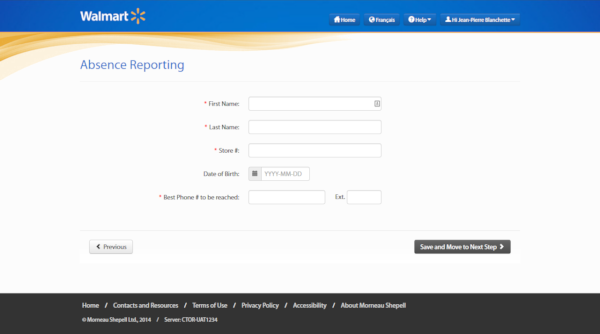 Walmart
Home Français Help Hi Jean-Pierre Blanchette
Absence Reporting
* First Name:
* Last Name:
* Store #:
Date of Birth: YYYY-MM-DD
* Best Phone # to be reached: Ext.
Previous Save and Move to Next Step
Home / Contacts and Resources / Terms of Use / Privacy Policy / Accessibility / About Morneau Shepell
© Morneau Shepell Ltd., 2014 / Server: CTOR-UAT1234